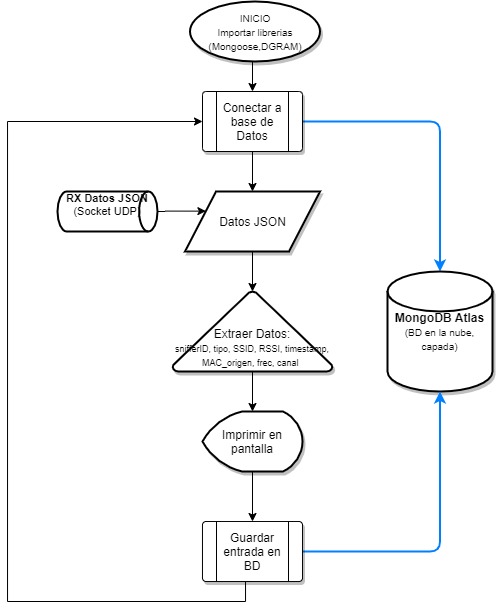 INICIO
Importar librerias
(Mongoose,DGRAM)
Conectar a
base de
Datos
RX Datos JSON
(Socket UDP)
Datos JSON
Extraer Datos:
snifferID, tipo, SSID, RSSI, timestamp,
MAC_origen, frec, canal
MongoDB Atlas
(BD en la nube,
capada)
Imprimir en
pantalla
Guardar
entrada en
BD